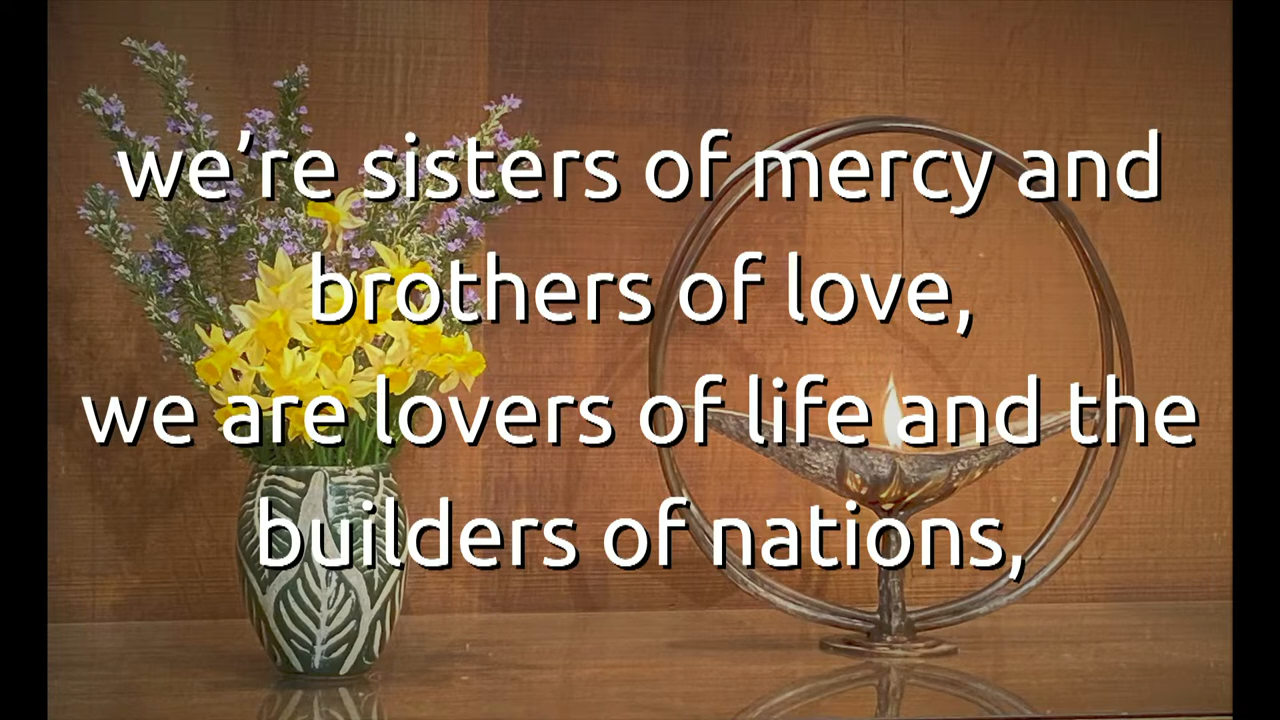 we’re sisters of mercy and
brothers of love,
we are lovers of life and the
builders of nations,